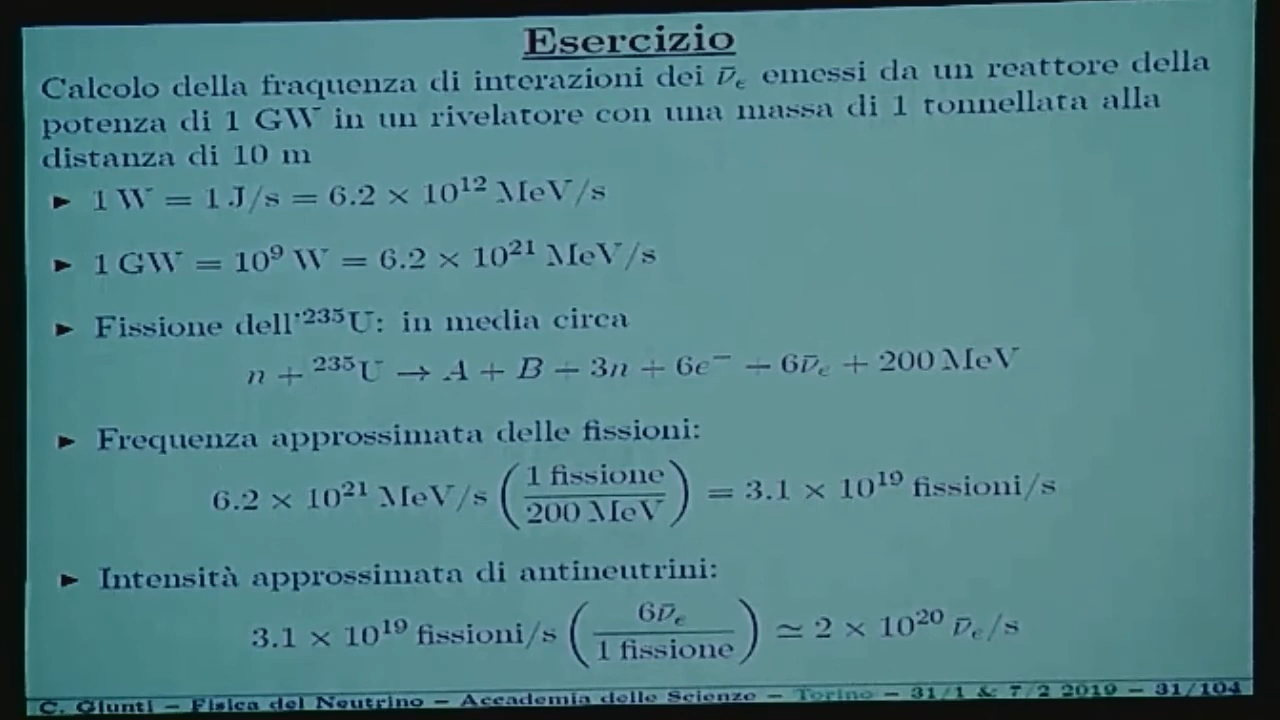 Esercizio
Calcolo della fraquenza di interazioni dei ν̄ₑ emessi da un reattore della
potenza di 1 GW in un rivelatore con una massa di 1 tonnellata alla
distanza di 10 m
► 1 W = 1 J/s = 6.2 × 10¹² MeV/s
► 1 GW = 10⁹ W = 6.2 × 10²¹ MeV/s
► Fissione dell'²³⁵U: in media circa
n + ²³⁵U → A + B + 3n + 6e⁻ + 6ν̄ₑ + 200 MeV
► Frequenza approssimata delle fissioni:
6.2 × 10²¹ MeV/s (1 fissione / 200 MeV) = 3.1 × 10¹⁹ fissioni/s
► Intensità approssimata di antineutrini:
3.1 × 10¹⁹ fissioni/s (6ν̄ₑ / 1 fissione) ≃ 2 × 10²⁰ ν̄ₑ/s
C. Giunti − Fisica del Neutrino − Accademia delle Scienze − Torino − 31/1 & 7/2 2019 − 31/104